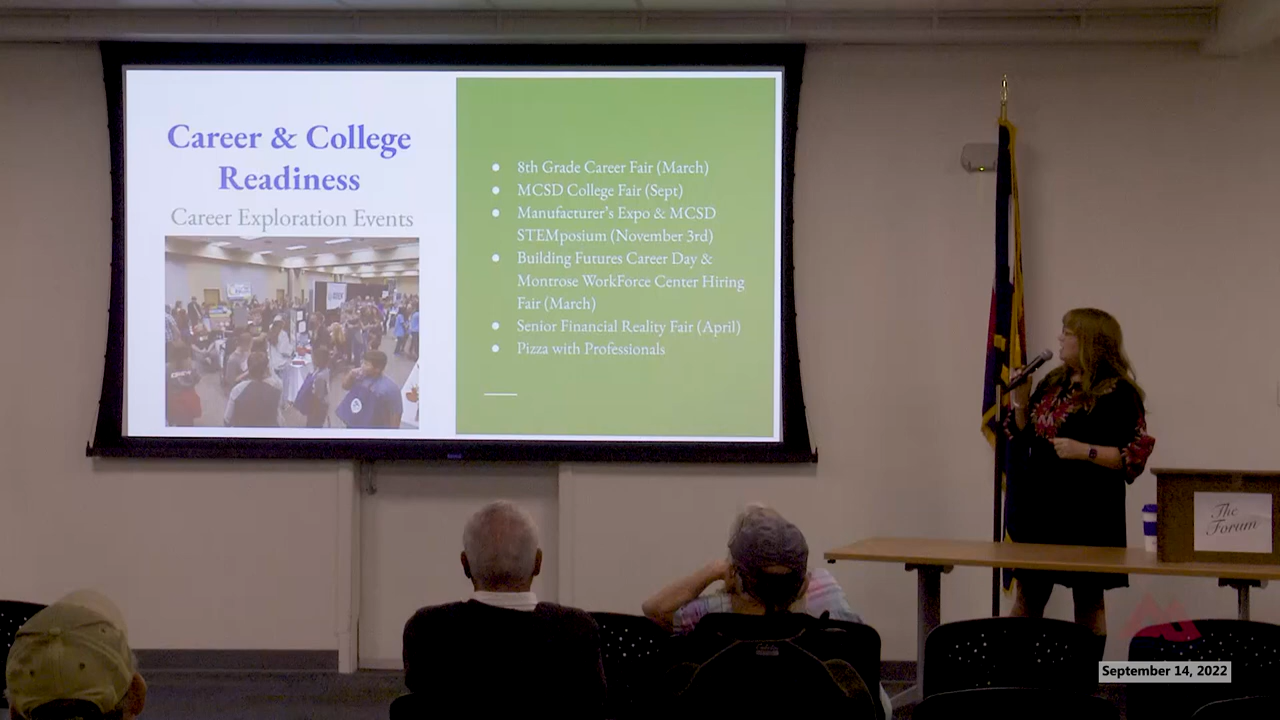 Career & College
Readiness
Career Exploration Events
● 8th Grade Career Fair (March)
● MCSD College Fair (Sept)
● Manufacturer's Expo & MCSD
STEMposium (November 3rd)
● Building Futures Career Day &
Montrose WorkForce Center Hiring
Fair (March)
● Senior Financial Reality Fair (April)
● Pizza with Professionals
The
Forum
September 14, 2022